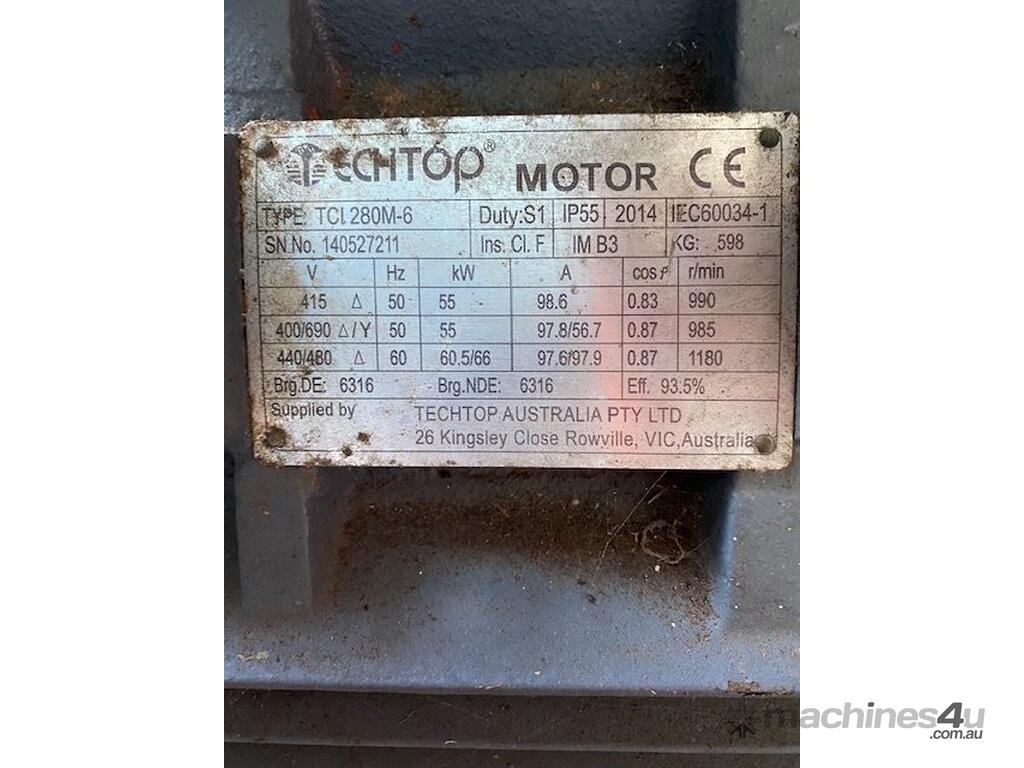 TECHTOP® MOTOR CE
TYPE: TCI 280M-6 Duty:S1 IP55 2014 IEC60034-1
SN.No. 140527211 Ins. Cl. F IM B3 KG: 598
V Hz kW A cos𝑓 r/min
415 Δ 50 55 98.6 0.83 990
400/690 Δ/Y 50 55 97.8/56.7 0.87 985
440/480 Δ 60 60.5/66 97.6/97.9 0.87 1180
Brg.DE: 6316 Brg.NDE: 6316 Eff. 93.5%
Supplied by TECHTOP AUSTRALIA PTY LTD
26 Kingsley Close Rowville, VIC,Australia
machines4u
.com.au